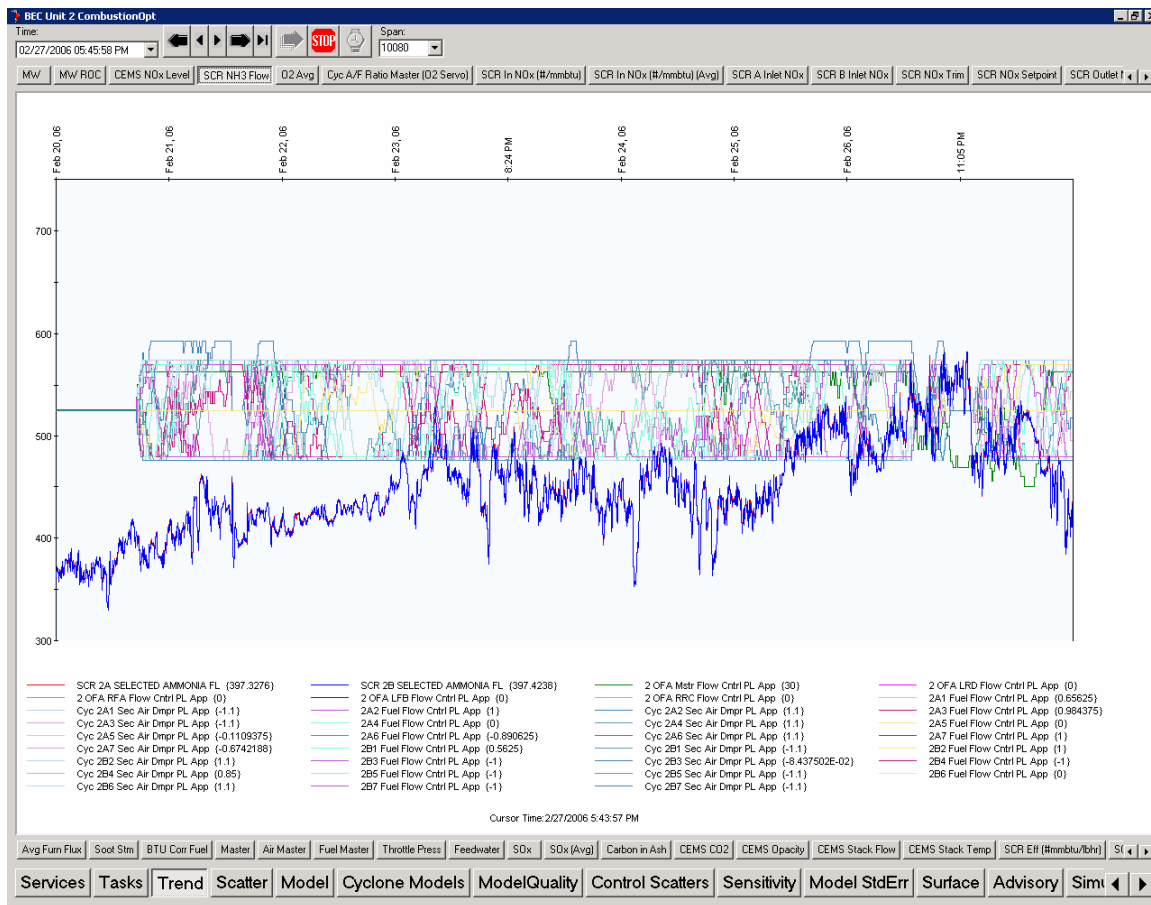 BEC Unit 2 CombustionOpt
Time:
Span:
02/27/2006 05:45:58 PM
STOP
10080
MW
MW ROC
CEMS NOx Level
SCR NH3 Flow
O2 Avg
Cyc A/F Ratio Master (O2 Servo)
SCR In NOx (#/mmbtu)
SCR In NOx (#/mmbtu) (Avg)
SCR A Inlet NOx
SCR B Inlet NOx
SCR NOx Trim
SCR NOx Setpoint
SCR Outlet
Feb 20, 06
Feb 21, 06
Feb 22, 06
Feb 23, 06
8:24 PM
Feb 24, 06
Feb 25, 06
Feb 26, 06
11:05 PM
700
600
500
400
300
SCR 2A SELECTED AMMONIA FL {397.3276}
SCR 2B SELECTED AMMONIA FL {397.4238}
2 OFA Mstr Flow Cntrl PL App {30}
2 OFA LRD Flow Cntrl PL App {0}
2 OFA RFA Flow Cntrl PL App {0}
2 OFA LFB Flow Cntrl PL App {0}
2 OFA RRC Flow Cntrl PL App {0}
2A1 Fuel Flow Cntrl PL App {0.65625}
Cyc 2A1 Sec Air Dmpr PL App {-1.1}
2A2 Fuel Flow Cntrl PL App {1}
Cyc 2A2 Sec Air Dmpr PL App {1.1}
2A3 Fuel Flow Cntrl PL App {0.984375}
Cyc 2A3 Sec Air Dmpr PL App {-1.1}
2A4 Fuel Flow Cntrl PL App {0}
Cyc 2A4 Sec Air Dmpr PL App {1.1}
2A5 Fuel Flow Cntrl PL App {0}
Cyc 2A5 Sec Air Dmpr PL App {-0.1109375}
2A6 Fuel Flow Cntrl PL App {-0.890625}
Cyc 2A6 Sec Air Dmpr PL App {1.1}
2A7 Fuel Flow Cntrl PL App {1}
Cyc 2A7 Sec Air Dmpr PL App {-0.6742188}
2B1 Fuel Flow Cntrl PL App {0.5625}
Cyc 2B1 Sec Air Dmpr PL App {-1.1}
2B2 Fuel Flow Cntrl PL App {1}
Cyc 2B2 Sec Air Dmpr PL App {1.1}
2B3 Fuel Flow Cntrl PL App {-1}
Cyc 2B3 Sec Air Dmpr PL App {-8.437502E-02}
2B4 Fuel Flow Cntrl PL App {-1}
Cyc 2B4 Sec Air Dmpr PL App {0.85}
2B5 Fuel Flow Cntrl PL App {-1}
Cyc 2B5 Sec Air Dmpr PL App {-1.1}
2B6 Fuel Flow Cntrl PL App {0}
Cyc 2B6 Sec Air Dmpr PL App {1.1}
2B7 Fuel Flow Cntrl PL App {-1}
Cyc 2B7 Sec Air Dmpr PL App {-1.1}
Cursor Time:2/27/2006 5:43:57 PM
Avg Furn Flux
Soot Stm
BTU Corr Fuel
Master
Air Master
Fuel Master
Throttle Press
Feedwater
SOx
SOx (Avg)
Carbon in Ash
CEMS CO2
CEMS Opacity
CEMS Stack Flow
CEMS Stack Temp
SCR Eff (#mmbtu/lbhr)
Services
Tasks
Trend
Scatter
Model
Cyclone Models
ModelQuality
Control Scatters
Sensitivity
Model StdErr
Surface
Advisory